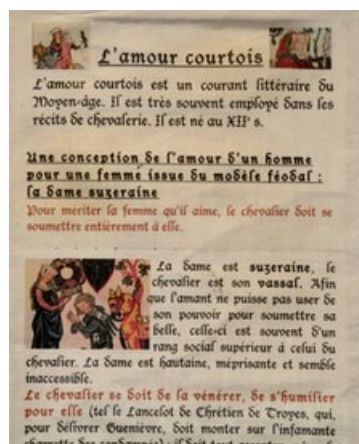 L'amour courtois
L'amour courtois est un courant littéraire du
Moyen-âge. Il est très souvent employé dans les
récits de chevalerie. Il est né au XIIᵉ s.
Une conception de l'amour d'un homme
pour une femme issue du modèle féodal :
la dame suzeraine
Pour mériter la femme qu'il aime, le chevalier doit se
soumettre entièrement à elle.
La dame est suzeraine, le
chevalier est son vassal. Afin
que l'amant ne puisse pas user de
son pouvoir pour soumettre sa
belle, celle-ci est souvent d'un
rang social supérieur à celui du
chevalier. La dame est hautaine, méprisante et semble
inaccessible.
Le chevalier se doit de la vénérer, de s'humilier
pour elle (tel le Lancelot de Chrétien de Troyes, qui,
pour délivrer Guenièvre, doit monter sur l'infamante
charrette des condamnés) : il doit tout